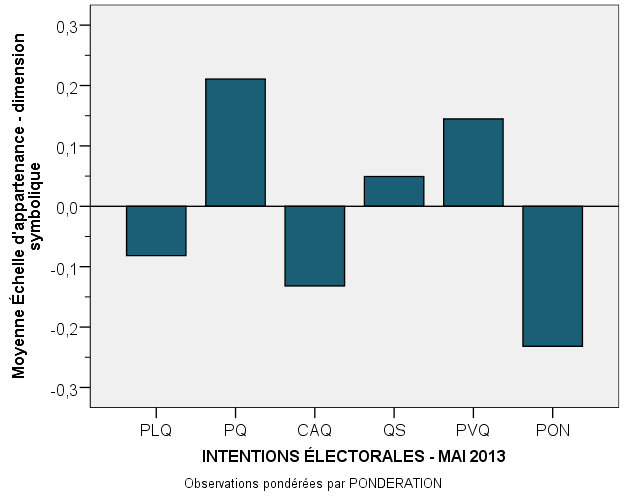 Moyenne Échelle d'appartenance - dimension
symbolique
0,3
0,2
0,1
0,0
-0,1
-0,2
-0,3
PLQ PQ CAQ QS PVQ PON
INTENTIONS ÉLECTORALES - MAI 2013
Observations pondérées par PONDERATION